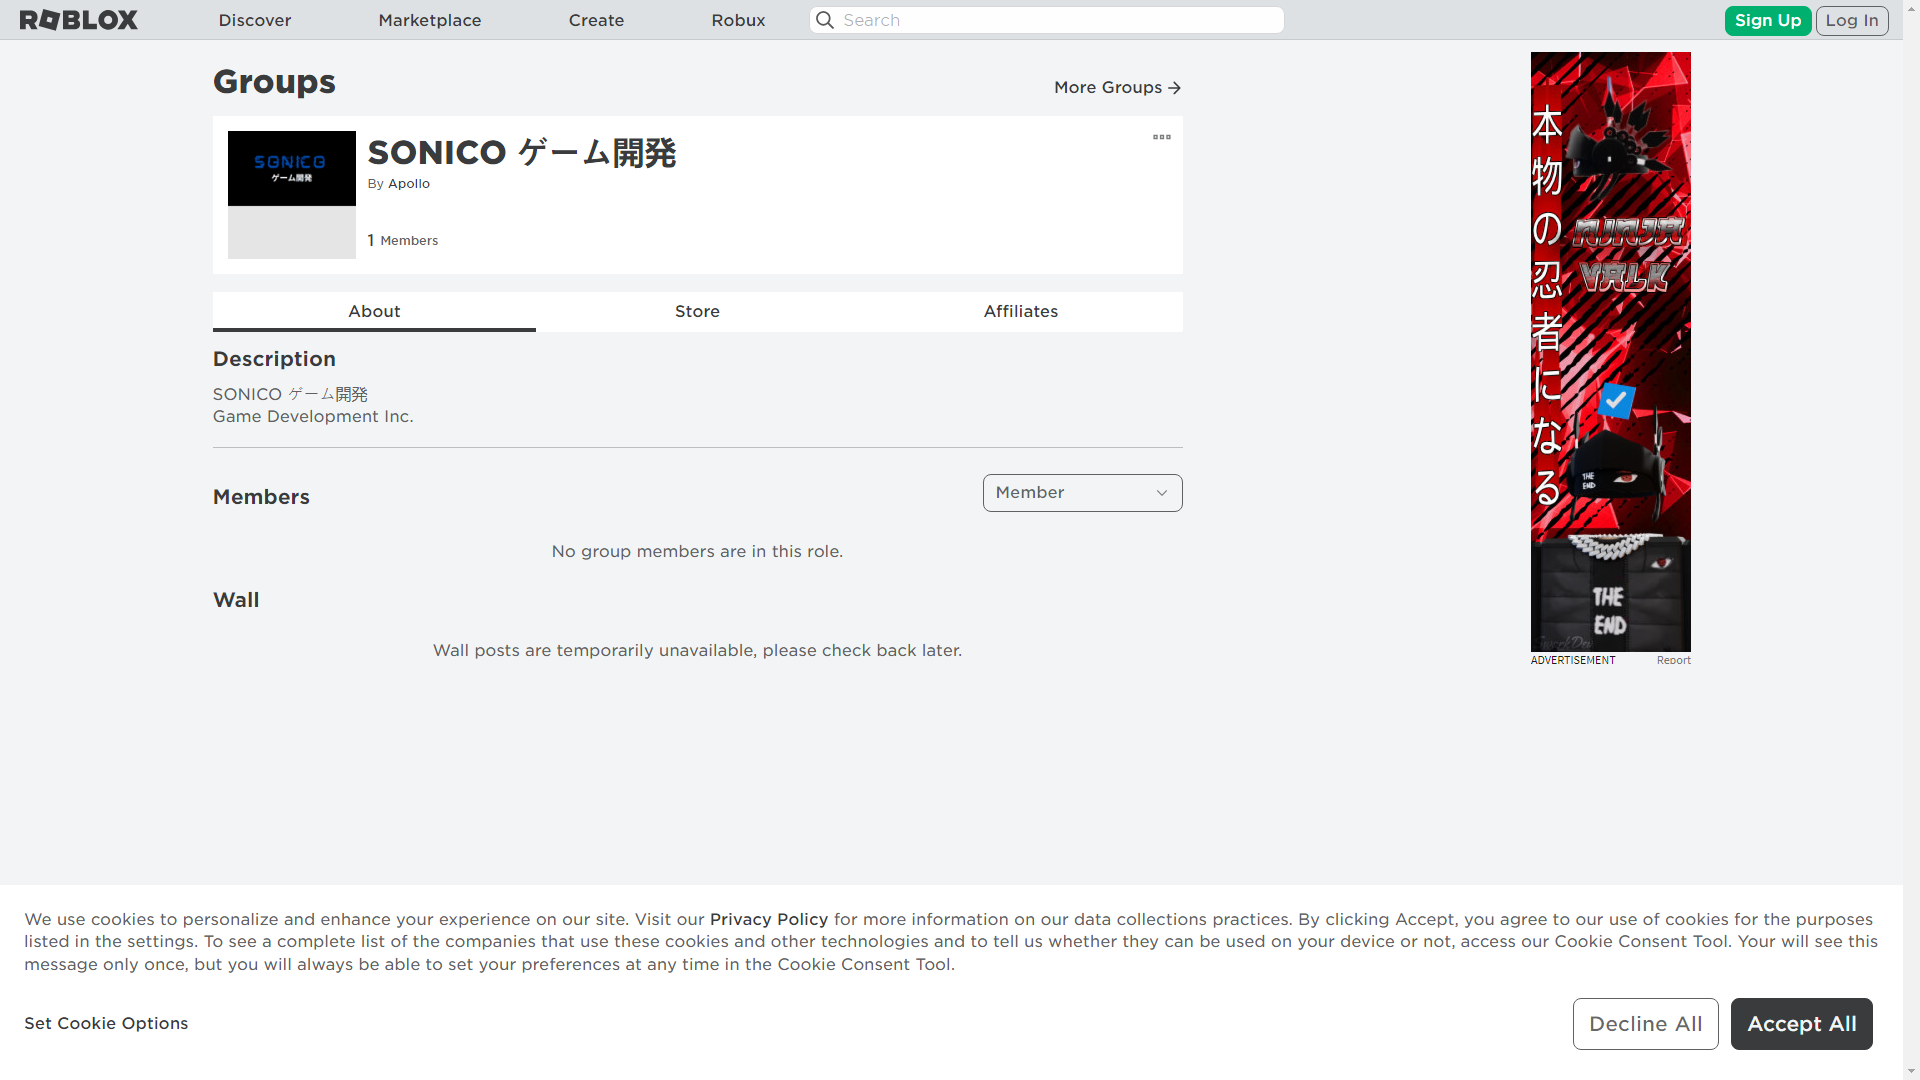 ROBLOX
Discover
Marketplace
Create
Robux
Search
Sign Up
Log In
Groups
More Groups
SONICO
ゲーム開発
SONICO ゲーム開発
By Apollo
1 Members
About
Store
Affiliates
Description
SONICO ゲーム開発
Game Development Inc.
Members
Member
No group members are in this role.
Wall
Wall posts are temporarily unavailable, please check back later.
本物の忍者になる
NINJA
VALK
THE
END
THE
END
ADVERTISEMENT
Report
We use cookies to personalize and enhance your experience on our site. Visit our Privacy Policy for more information on our data collections practices. By clicking Accept, you agree to our use of cookies for the purposes
listed in the settings. To see a complete list of the companies that use these cookies and other technologies and to tell us whether they can be used on your device or not, access our Cookie Consent Tool. Your will see this
message only once, but you will always be able to set your preferences at any time in the Cookie Consent Tool.
Set Cookie Options
Decline All
Accept All